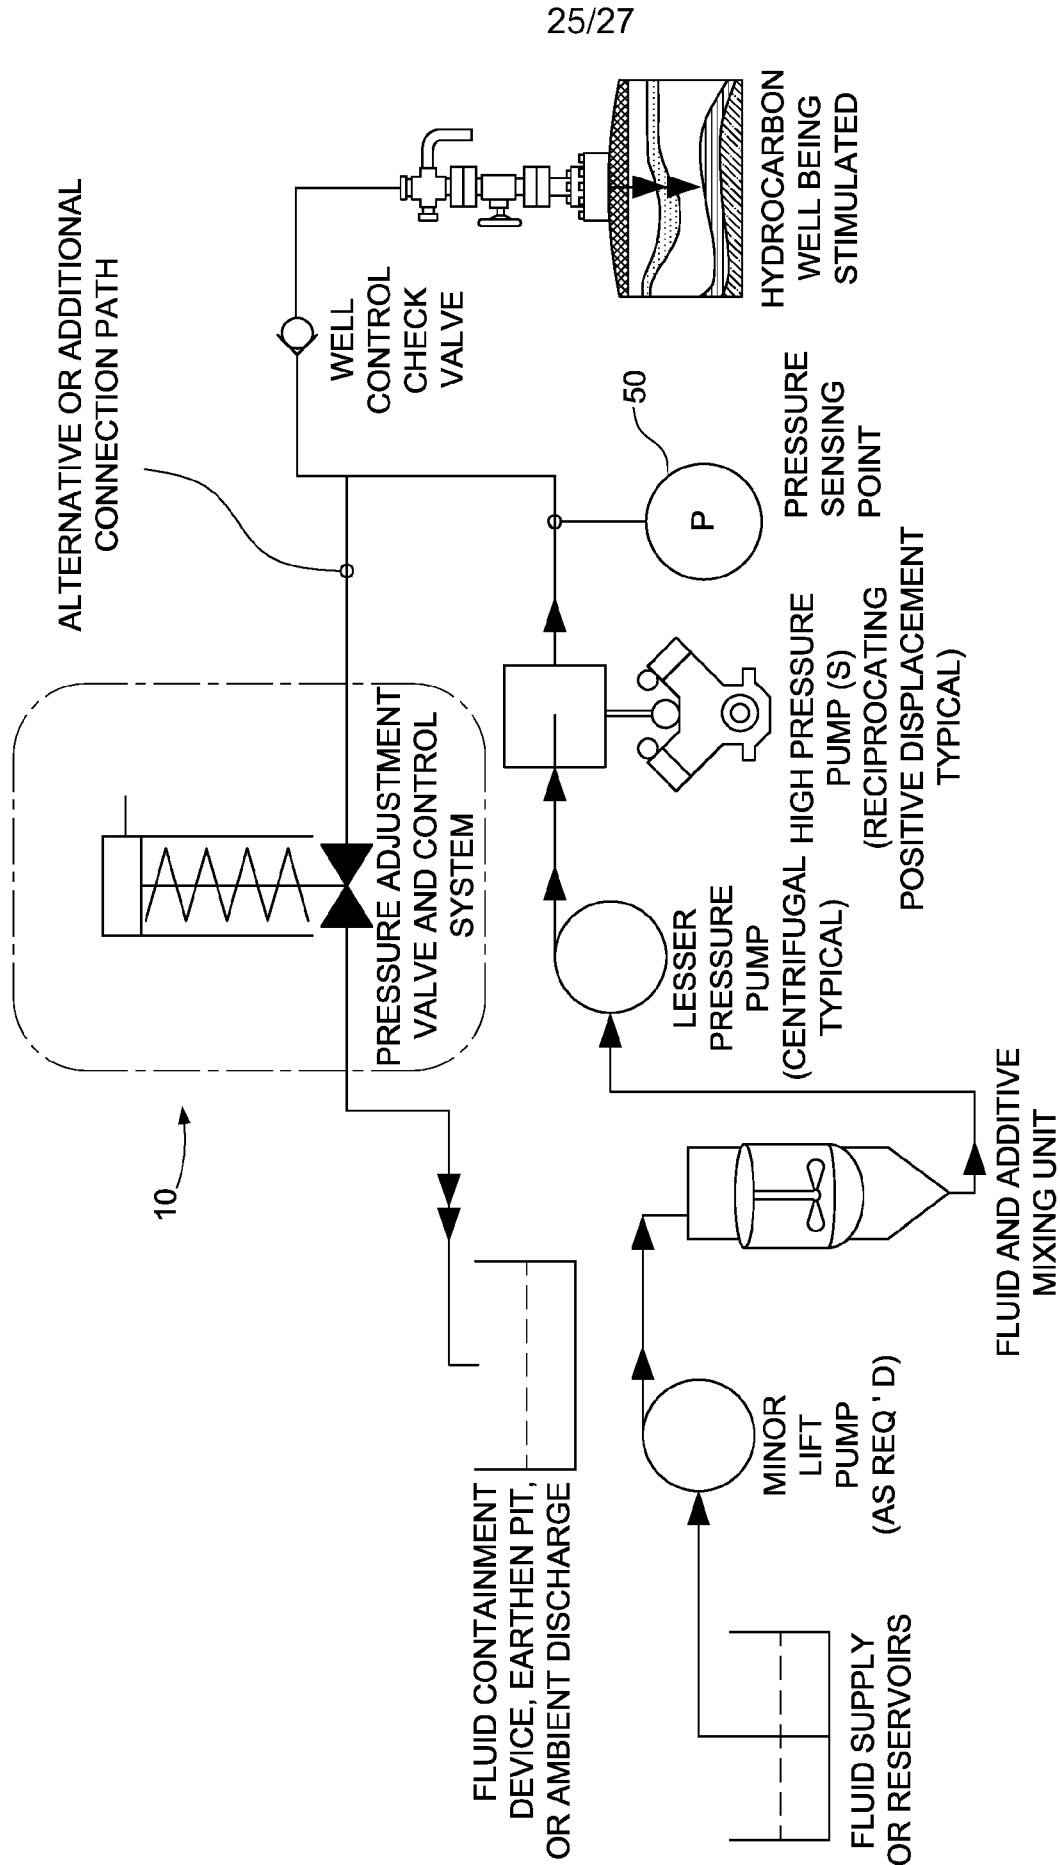 25/27
ALTERNATIVE OR ADDITIONAL
CONNECTION PATH
WELL
CONTROL
CHECK
VALVE
HYDROCARBON
WELL BEING
STIMULATED
10
PRESSURE ADJUSTMENT
VALVE AND CONTROL
SYSTEM
50
P
PRESSURE
SENSING
POINT
HIGH PRESSURE
PUMP (S)
(RECIPROCATING
POSITIVE DISPLACEMENT
TYPICAL)
LESSER
PRESSURE
PUMP
(CENTRIFUGAL
TYPICAL)
FLUID AND ADDITIVE
MIXING UNIT
MINOR
LIFT
PUMP
(AS REQ ' D)
FLUID CONTAINMENT
DEVICE, EARTHEN PIT,
OR AMBIENT DISCHARGE
FLUID SUPPLY
OR RESERVOIRS